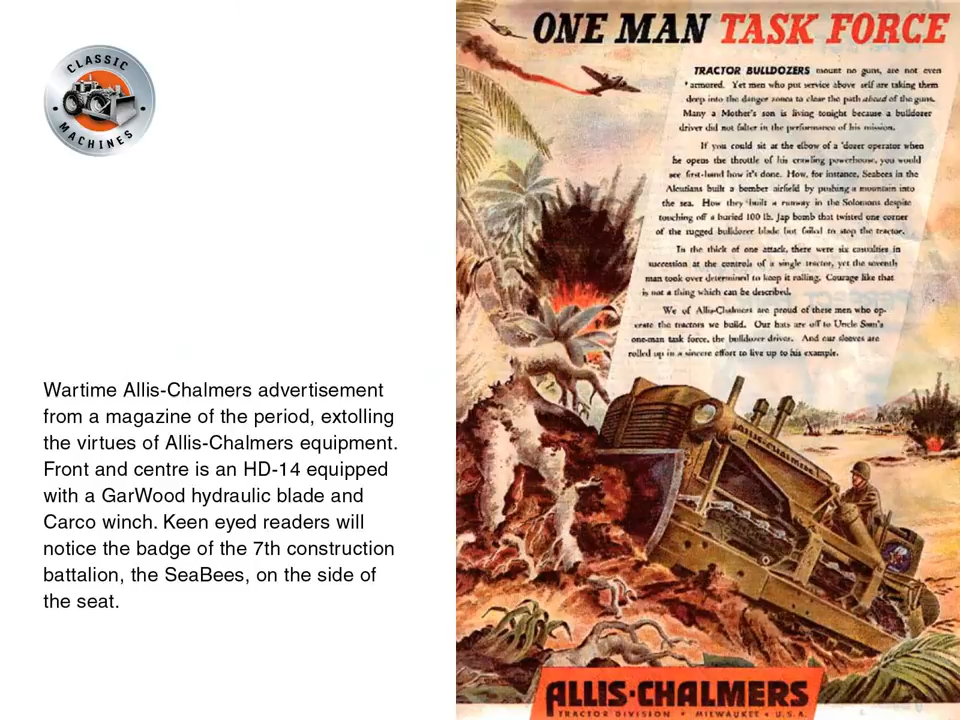 CLASSIC
MACHINES
Wartime Allis-Chalmers advertisement
from a magazine of the period, extolling
the virtues of Allis-Chalmers equipment.
Front and centre is an HD-14 equipped
with a GarWood hydraulic blade and
Carco winch. Keen eyed readers will
notice the badge of the 7th construction
battalion, the SeaBees, on the side of
the seat.
ONE MAN TASK FORCE
TRACTOR BULLDOZERS mount no guns, are not even
armored. Yet men who put service above self are taking them
deep into the danger zones to clear the path ahead of the guns.
Many a Mother's son is living tonight because a bulldozer
driver did not falter in the performance of his mission.
If you could sit at the elbow of a 'dozer operator when
he opens the throttle of his crawling powerhouse, you would
see first-hand how it's done. How, for instance, Seabees in the
Aleutians built a bomber airfield by pushing a mountain into
the sea. How they built a runway in the Solomons despite
touching off a buried 100 lb. Jap bomb that twisted one corner
of the rugged bulldozer blade but failed to stop the tractor.
In the thick of one attack, there were six casualties in
succession at the controls of a single tractor, yet the seventh
man took over determined to keep it rolling. Courage like that
is not a thing which can be described.
We of Allis-Chalmers are proud of these men who op-
erate the tractors we build. Our hats are off to Uncle Sam's
one-man task force, the bulldozer driver. And our sleeves are
rolled up in a sincere effort to live up to his example.
ALLIS-CHALMERS
ALLIS·CHALMERS
TRACTOR DIVISION • MILWAUKEE • U.S.A.